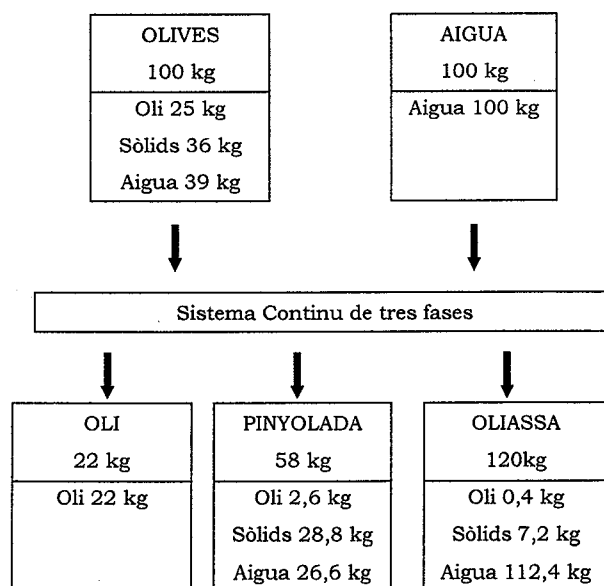 OLIVES
100 kg
Oli 25 kg
Sòlids 36 kg
Aigua 39 kg
AIGUA
100 kg
Aigua 100 kg
Sistema Continu de tres fases
OLI
22 kg
Oli 22 kg
PINYOLADA
58 kg
Oli 2,6 kg
Sòlids 28,8 kg
Aigua 26,6 kg
OLIASSA
120kg
Oli 0,4 kg
Sòlids 7,2 kg
Aigua 112,4 kg